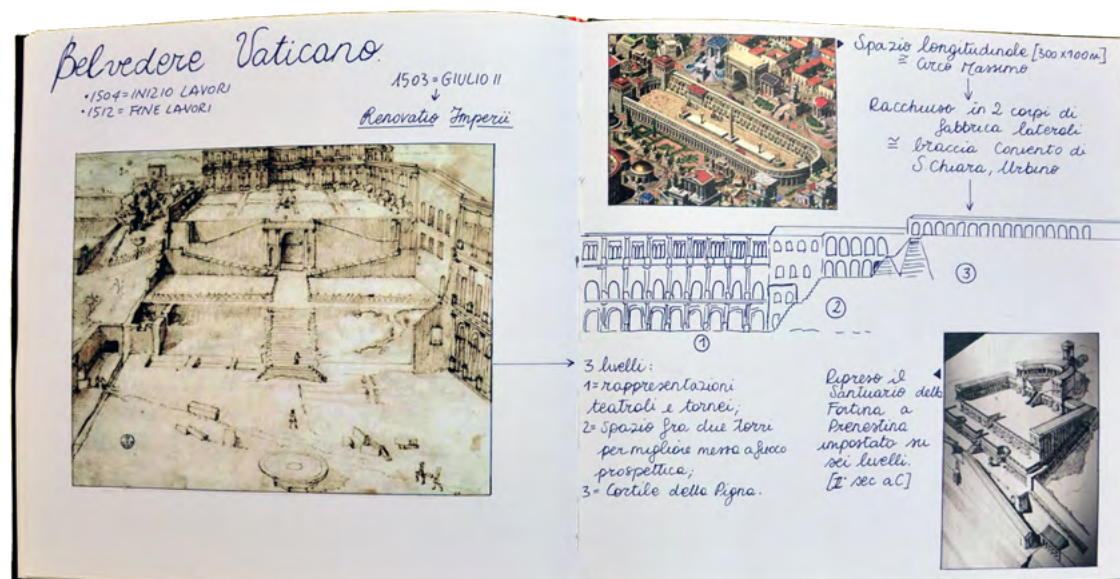 Belvedere Vaticano.
•1504=INIZIO LAVORI
•1512= FINE LAVORI
1503=GIULIO II
↓
Renovatio Imperii
Spazio longitudinale [300x100m]
≅ Circo Massimo
↓
Racchiuso in 2 corpi di
fabbrica laterali
≅ braccia Convento di
S. Chiara, Urbino
↓
1
2
3
3 livelli:
1=rappresentazioni
teatrali e tornei;
2= Spazio fra due torri
per migliore messa a fuoco
prospettica;
3= Cortile della Pigna.
Ripreso il
Santuario della
Fortina a
Prenestina
impostato su
sei livelli.
[II° sec aC]